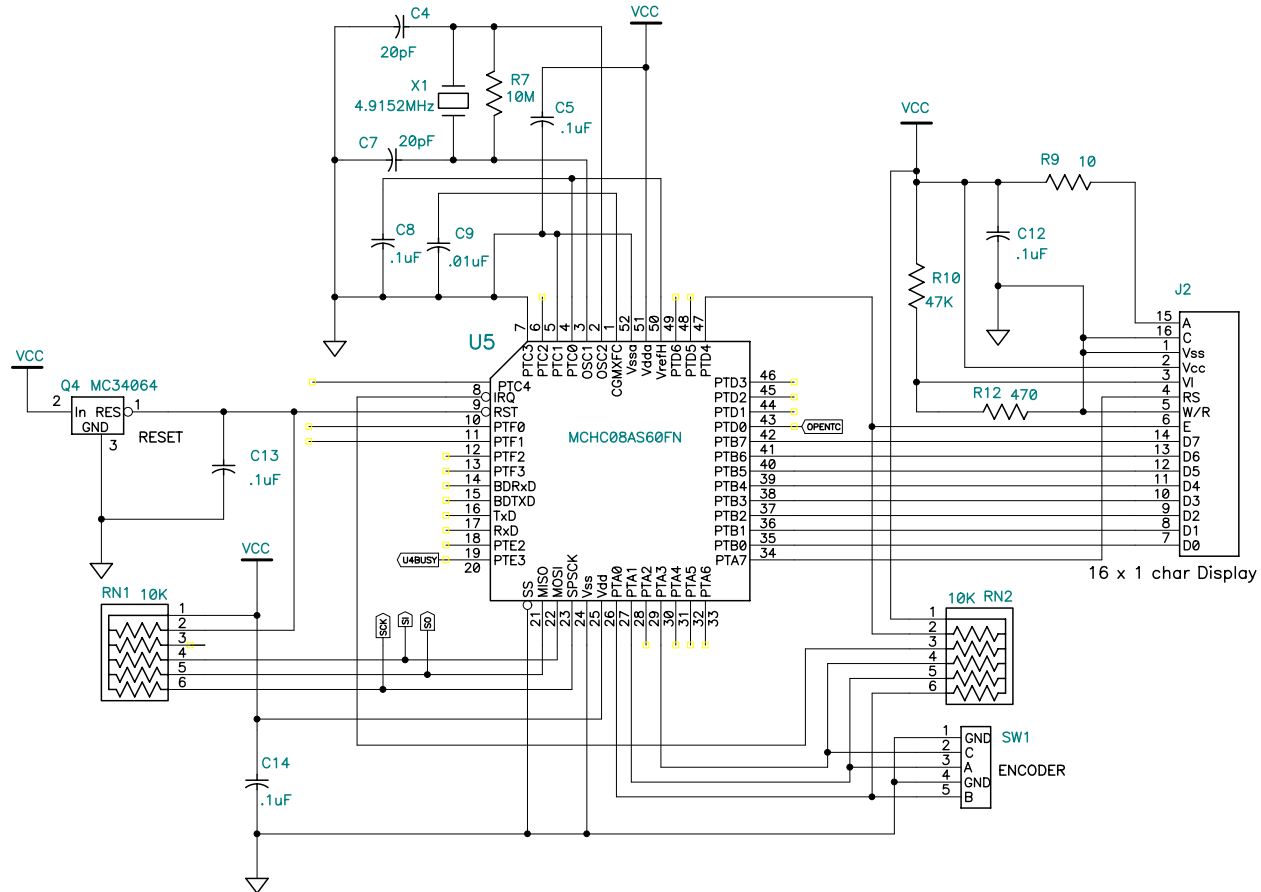 C4
20pF
X1
4.9152MHz
R7
10M
C7
20pF
C5
.1uF
VCC
C8
.1uF
C9
.01uF
VCC
R9 10
C12
.1uF
R10
47K
R12 470
J2
15 A
16 C
1 Vss
2 Vcc
3 VI
4 RS
5 W/R
6 E
14 D7
13 D6
12 D5
11 D4
10 D3
9 D2
8 D1
7 D0
16 x 1 char Display
U5
MCHC08AS60FN
7 6 5 4 3 2 1 52 51 50 49 48 47
PTC3 PTC2 PTC1 PTC0 OSC1 OSC2 CGMXFC Vssa Vdda VrefH PTD6 PTD5 PTD4
PTC4
8 IRQ
9 RST
10 PTF0
11 PTF1
12 PTF2
13 PTF3
14 BDRxD
15 BDTXD
16 TxD
17 RxD
18 PTE2
19 PTE3
20
U4BUSY
46 PTD3
45 PTD2
44 PTD1
43 PTD0
OPENTC
42 PTB7
41 PTB6
40 PTB5
39 PTB4
38 PTB3
37 PTB2
36 PTB1
35 PTB0
34 PTA7
SS MISO MOSI SPSCK Vss Vdd PTA0 PTA1 PTA2 PTA3 PTA4 PTA5 PTA6
21 22 23 24 25 26 27 28 29 30 31 32 33
VCC
Q4 MC34064
2 In RES 1
GND
3
RESET
C13
.1uF
VCC
RN1 10K
1
2
3
4
5
6
SCK
SI
SO
C14
.1uF
10K RN2
1
2
3
4
5
6
SW1
ENCODER
1 GND
2 C
3 A
4 GND
5 B